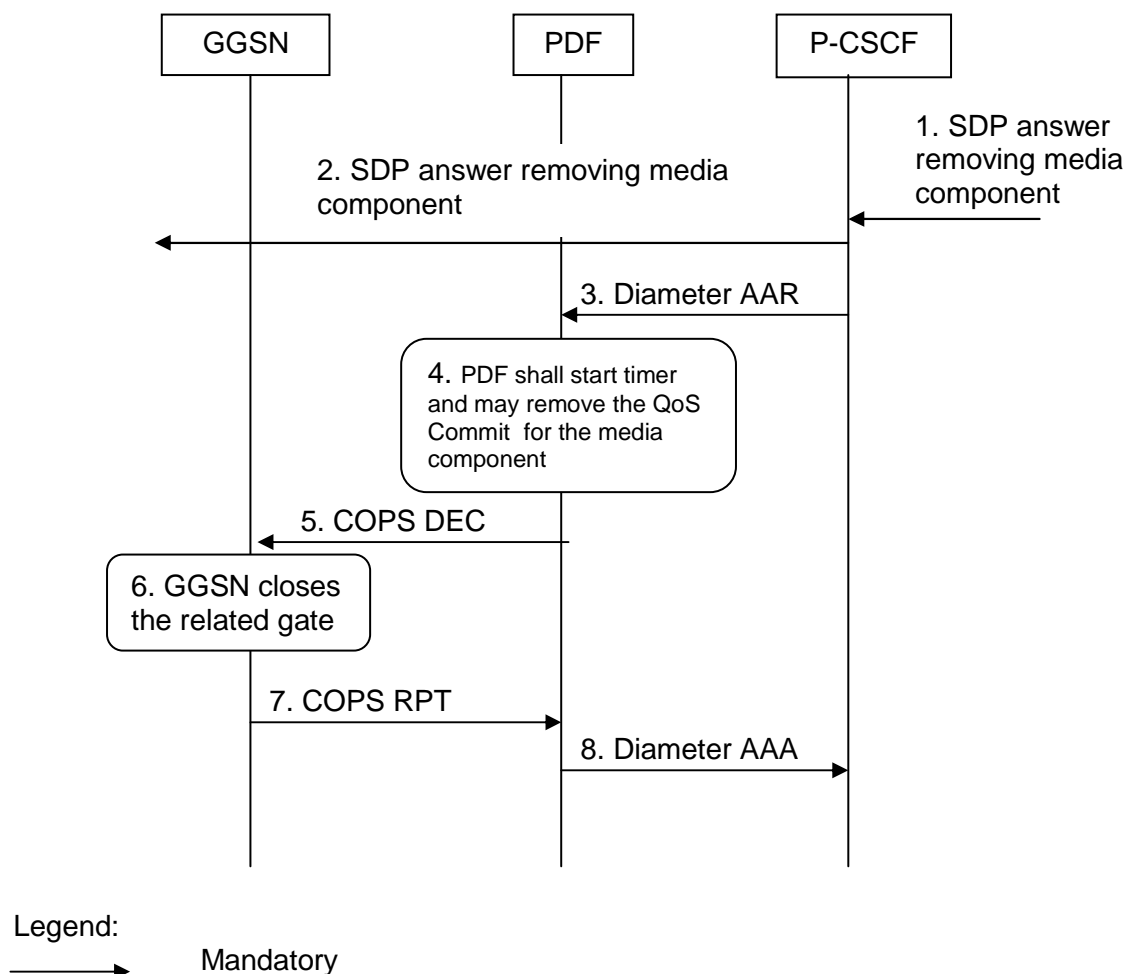 GGSN
PDF
P-CSCF
1. SDP answer
removing media
component
2. SDP answer removing media
component
3. Diameter AAR
4. PDF shall start timer
and may remove the QoS
Commit for the media
component
5. COPS DEC
6. GGSN closes
the related gate
7. COPS RPT
8. Diameter AAA
Legend:
Mandatory